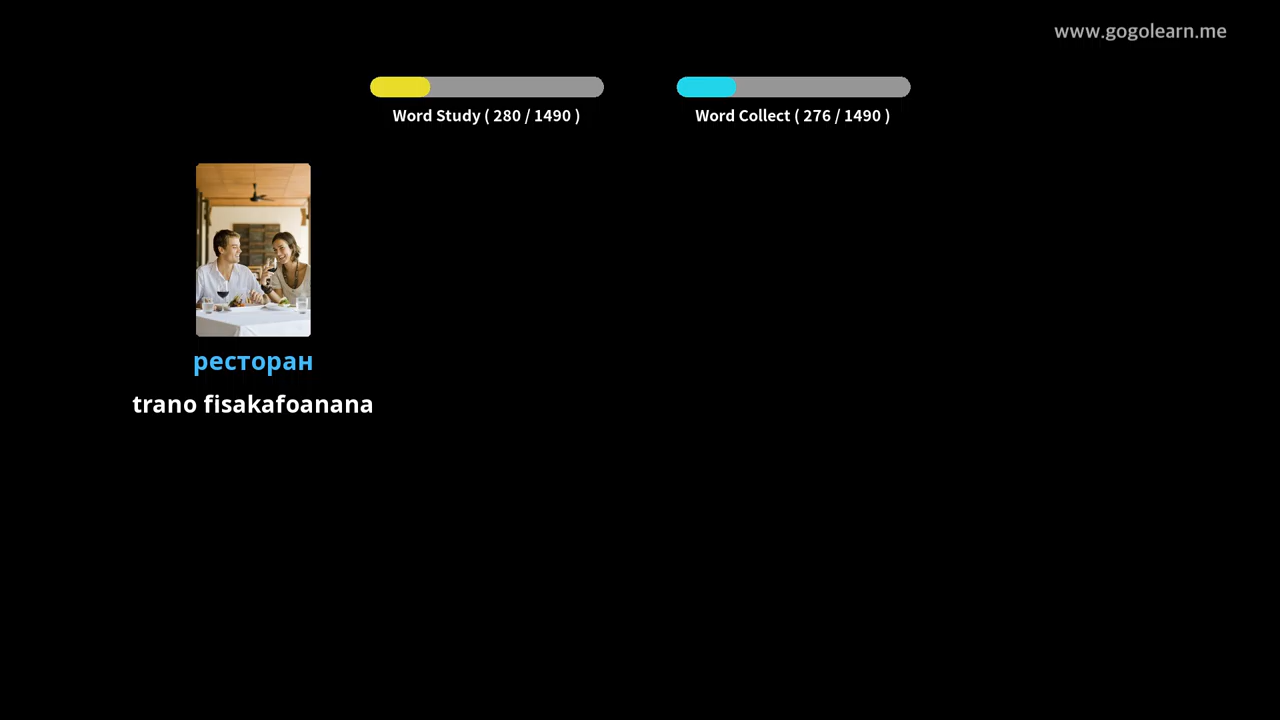 www.gogolearn.me
Word Study ( 280 / 1490 )
Word Collect ( 276 / 1490 )
ресторан
trano fisakafoanana